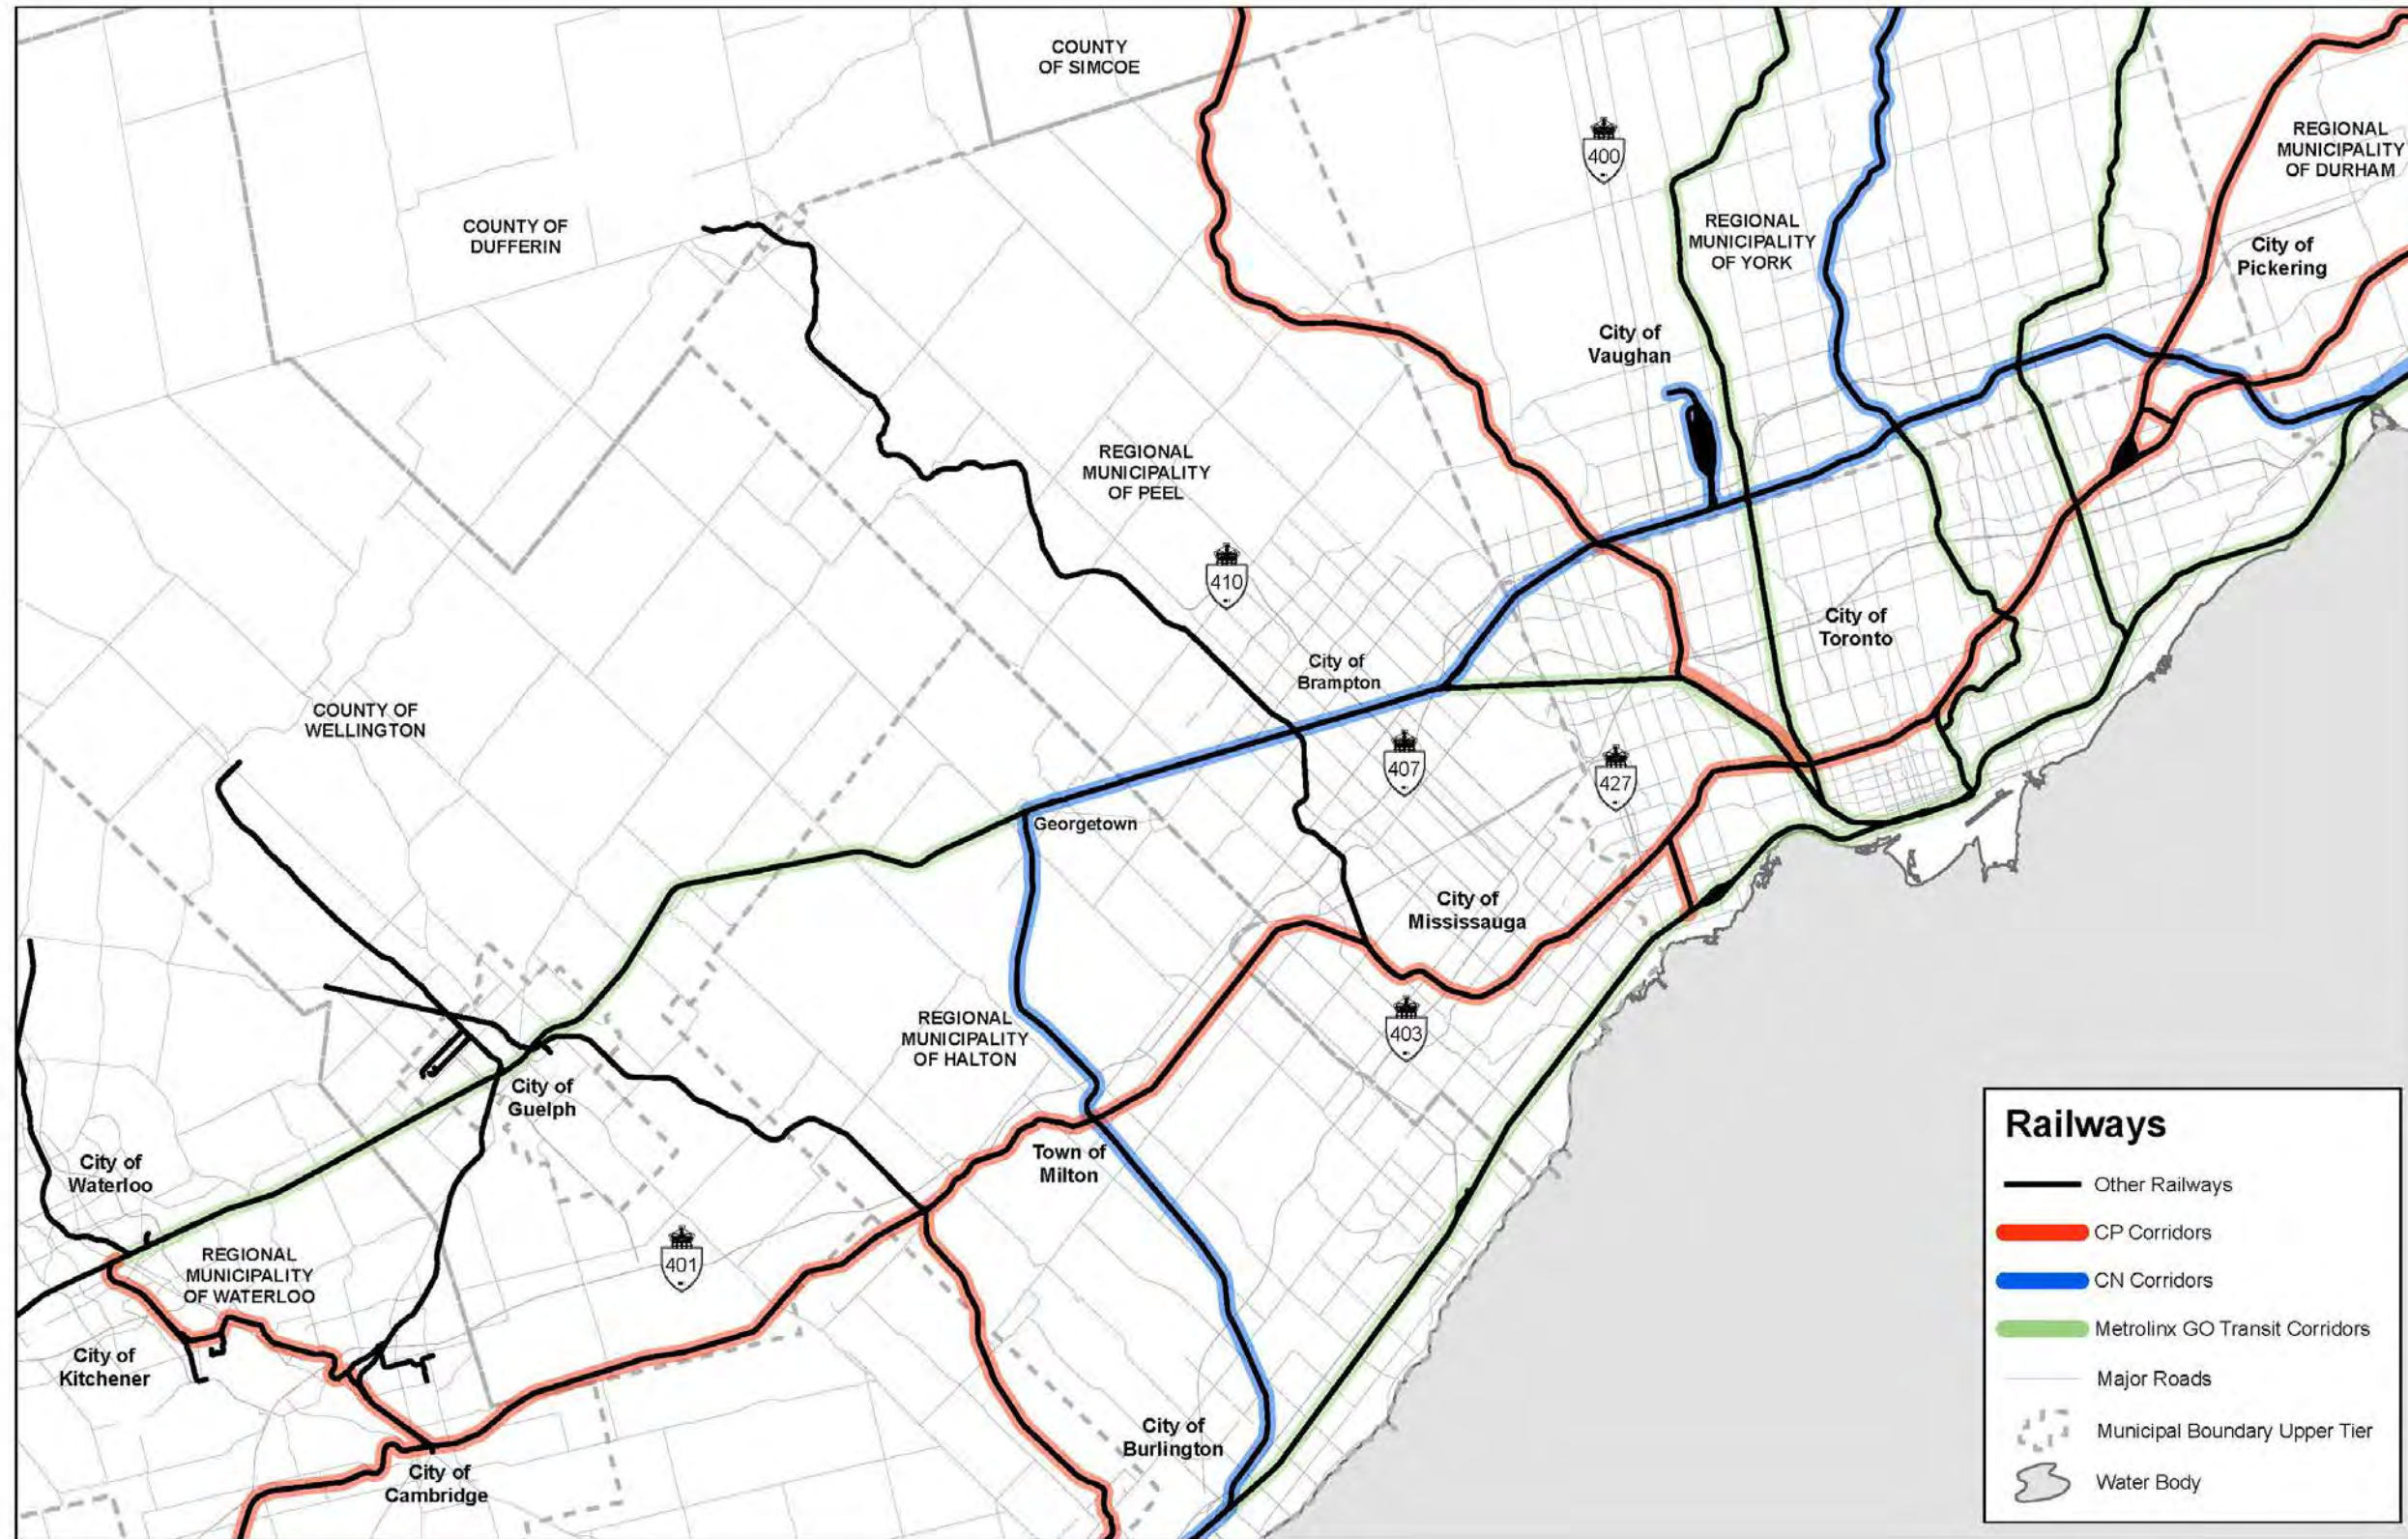 COUNTY
OF SIMCOE
400
REGIONAL
MUNICIPALITY
OF DURHAM
COUNTY OF
DUFFERIN
REGIONAL
MUNICIPALITY
OF YORK
City of
Pickering
City of
Vaughan
REGIONAL
MUNICIPALITY
OF PEEL
410
City of
Toronto
City of
Brampton
COUNTY OF
WELLINGTON
407
427
Georgetown
City of
Mississauga
REGIONAL
MUNICIPALITY
OF HALTON
403
City of
Guelph
Town of
Milton
City of
Waterloo
REGIONAL
MUNICIPALITY
OF WATERLOO
401
City of
Kitchener
City of
Burlington
City of
Cambridge
Railways
Other Railways
CP Corridors
CN Corridors
Metrolinx GO Transit Corridors
Major Roads
Municipal Boundary Upper Tier
Water Body